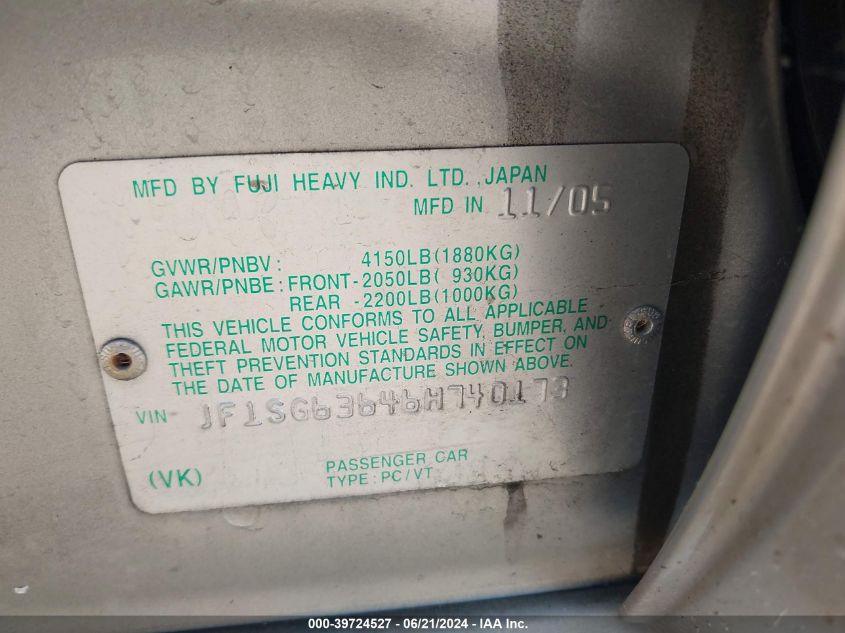 MFD BY FUJI HEAVY IND. LTD. JAPAN
MFD IN 11/05
GVWR/PNBV: 4150LB(1880KG)
GAWR/PNBE: FRONT-2050LB( 930KG)
REAR -2200LB(1000KG)
THIS VEHICLE CONFORMS TO ALL APPLICABLE
FEDERAL MOTOR VEHICLE SAFETY, BUMPER, AND
THEFT PREVENTION STANDARDS IN EFFECT ON
THE DATE OF MANUFACTURE SHOWN ABOVE.
VIN JF1SG63646H740173
(VK)
PASSENGER CAR
TYPE:PC/VT
000-39724527 - 06/21/2024 - IAA Inc.